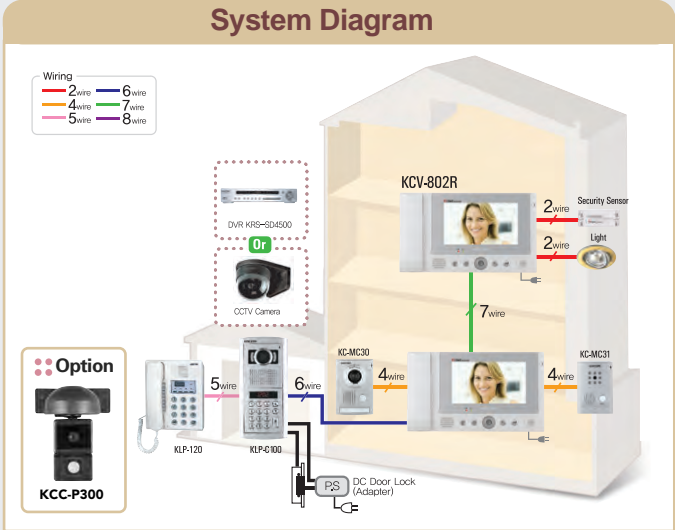 System Diagram
Wiring
2wire 6wire
4wire 7wire
5wire 8wire
KCV-802R
2wire Security Sensor
DVR KRS-SD4500
Or
2wire Light
CCTV Camera
7wire
Option
KC-MC30
KC-MC31
5wire
6wire
4wire
4wire
KLP-120
KLP-C100
KCC-P300
P.S
DC Door Lock
(Adapter)